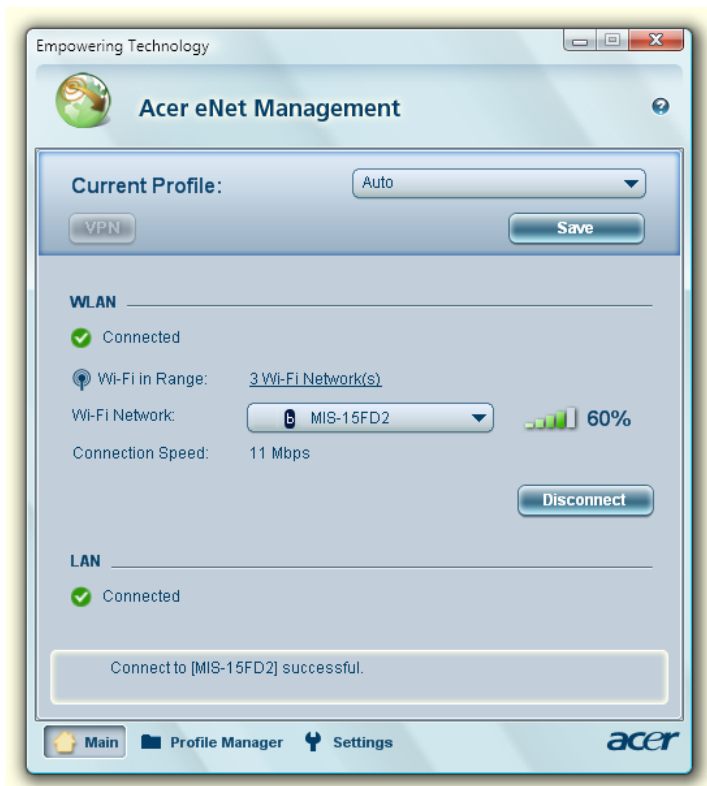 Empowering Technology
Acer eNet Management
Current Profile:
Auto
VPN
Save
WLAN
Connected
Wi-Fi in Range:
3 Wi-Fi Network(s)
Wi-Fi Network:
b MIS-15FD2
60%
Connection Speed:
11 Mbps
Disconnect
LAN
Connected
Connect to [MIS-15FD2] successful.
Main
Profile Manager
Settings
acer